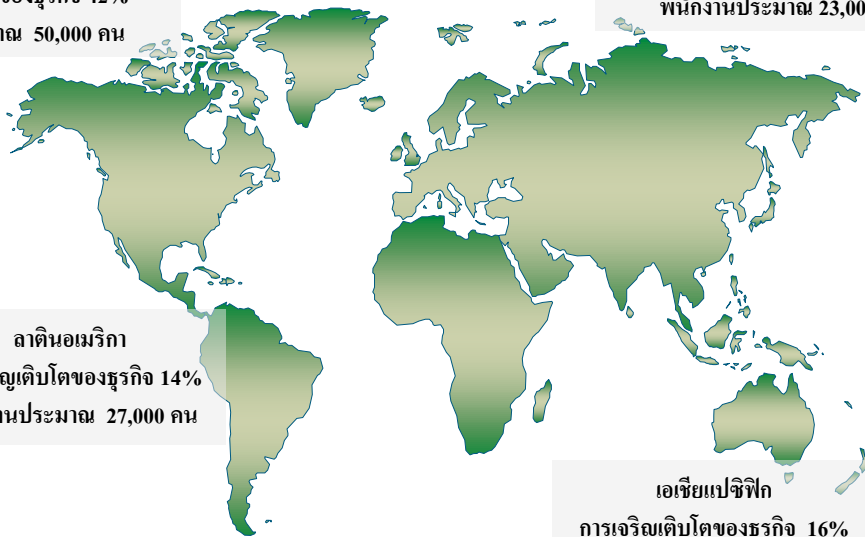 42%
พนักงานประมาณ 23,00
50,000 คน
ลาตินอเมริกา
เติบโตของธุรกิจ 14%
ประมาณ 27,000 คน
เอเชียแปซิฟิก
การเจริญเติบโตของธุรกิจ 16%